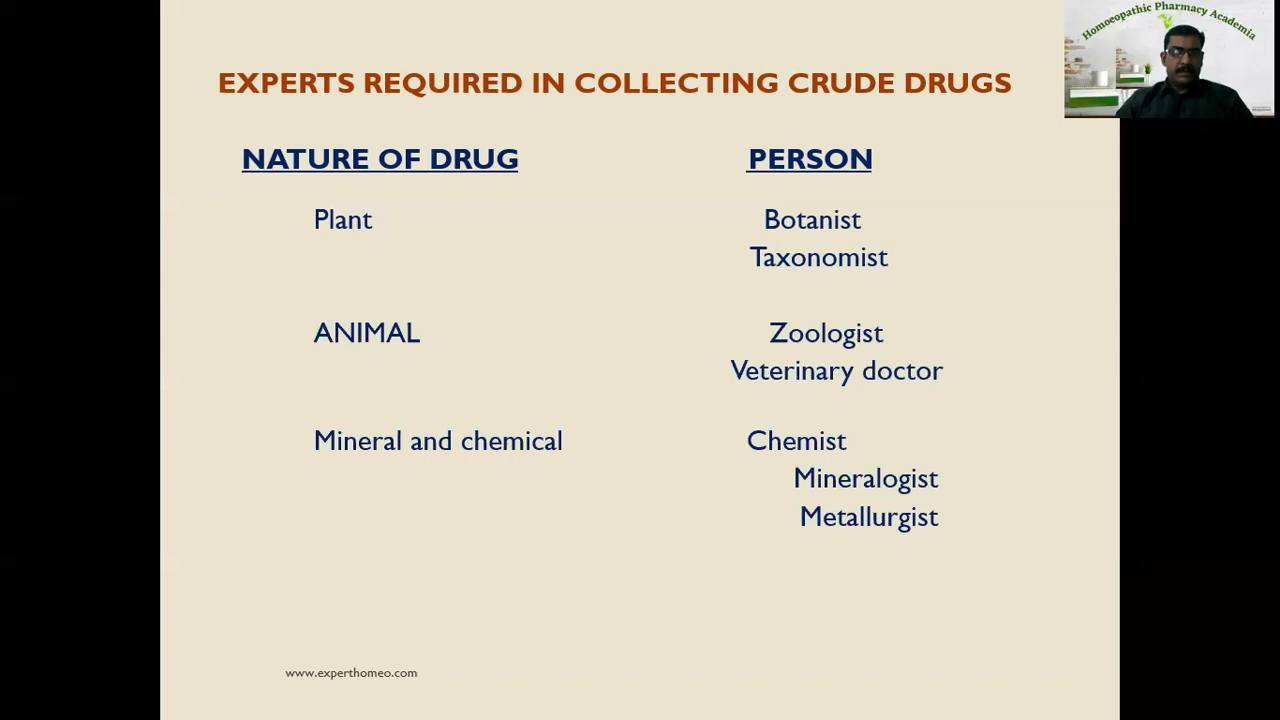 Homoeopathic Pharmacy Academia
EXPERTS REQUIRED IN COLLECTING CRUDE DRUGS
NATURE OF DRUG PERSON
Plant Botanist
Taxonomist
ANIMAL Zoologist
Veterinary doctor
Mineral and chemical Chemist
Mineralogist
Metallurgist
www.experthomeo.com